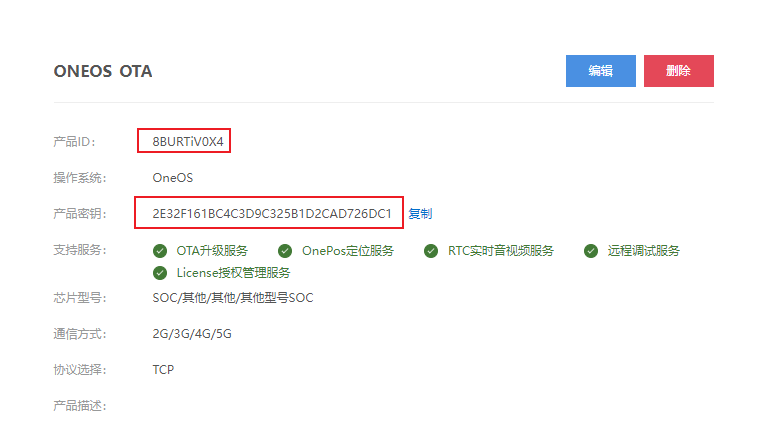 ONEOS OTA 编辑 删除
产品ID： 8BURTiV0X4
操作系统： OneOS
产品密钥： 2E32F161BC4C3D9C325B1D2CAD726DC1 复制
支持服务： OTA升级服务 OnePos定位服务 RTC实时音视频服务 远程调试服务
License授权管理服务
芯片型号： SOC/其他/其他/其他型号SOC
通信方式： 2G/3G/4G/5G
协议选择： TCP
产品描述：